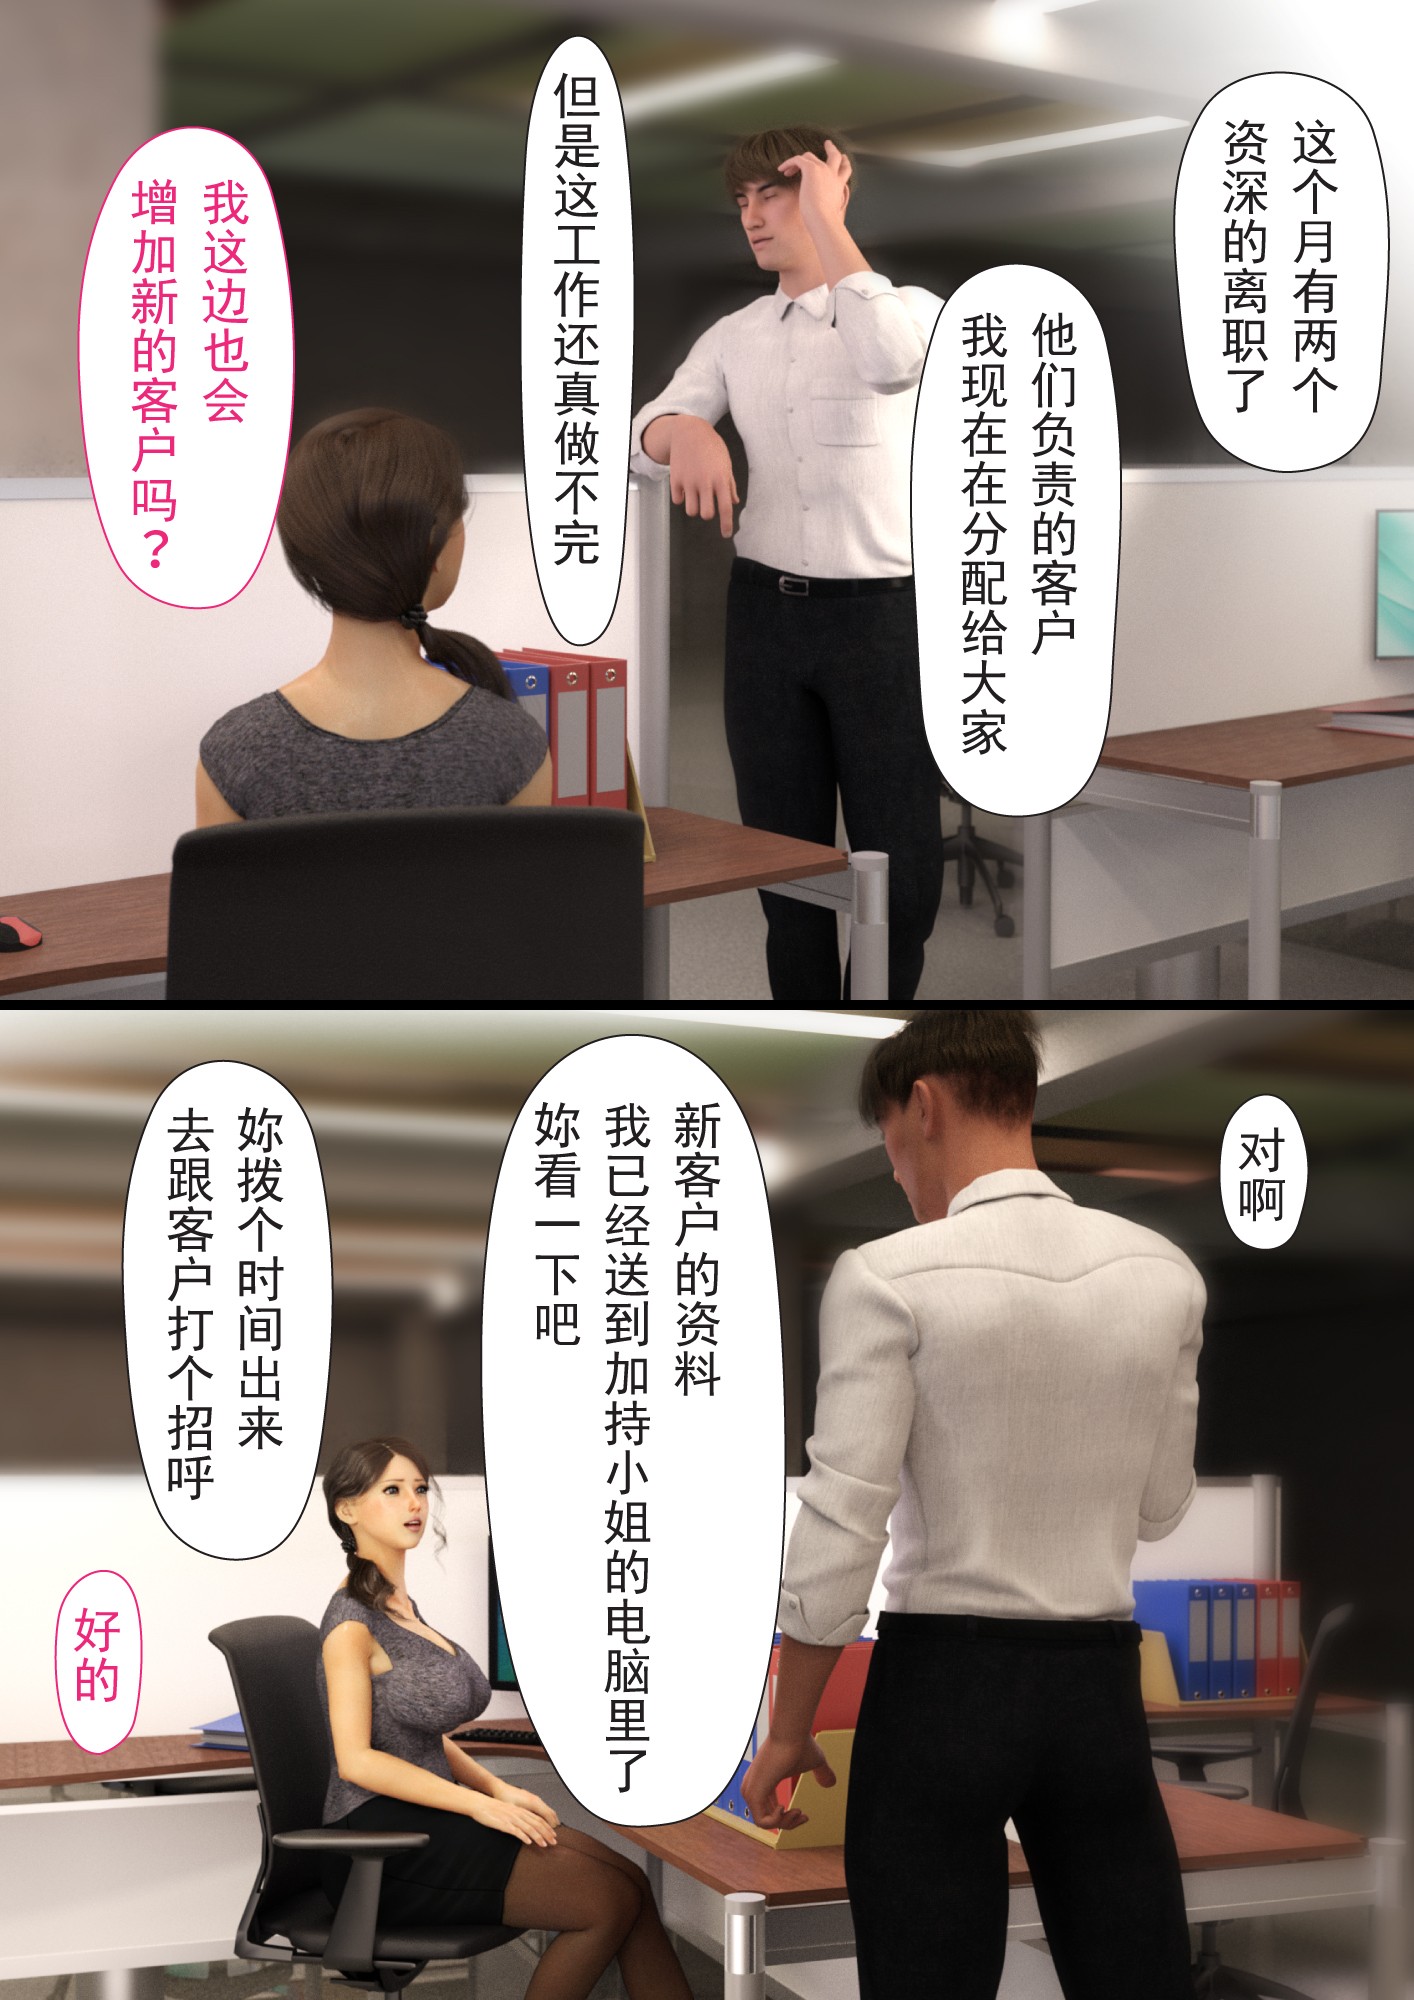 这个月有两个
资深的离职了
他们负责的客户
我现在在分配给大家
但是这工作还真做不完
我这边也会
增加新的客户吗？
对啊
新客户的资料
我已经送到加持小姐的电脑里了
妳看一下吧
妳拨个时间出来
去跟客户打个招呼
好的